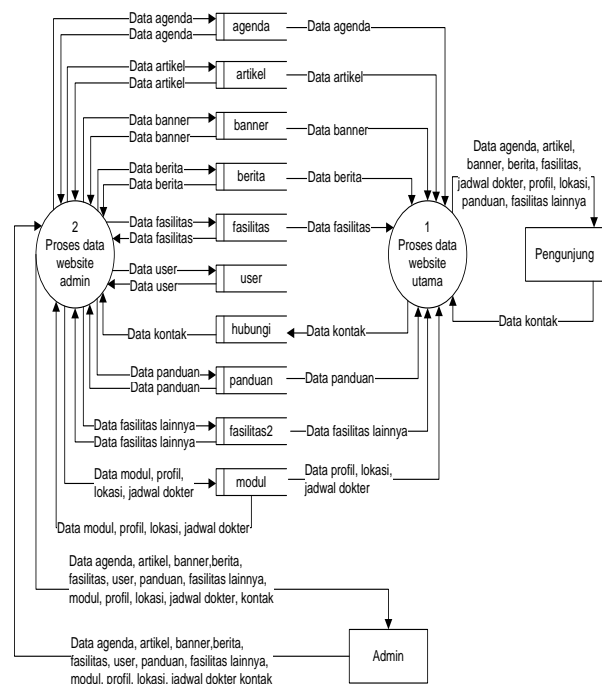 Data agenda
Data agenda
agenda
Data agenda
Data artikel
Data artikel
artikel
Data artikel
Data banner
Data banner
banner
Data banner
Data berita
Data berita
berita
Data berita
Data agenda, artikel,
banner, berita, fasilitas,
jadwal dokter, profil, lokasi,
panduan, fasilitas lainnya
2
Proses data
website
admin
Data fasilitas
Data fasilitas
fasilitas
Data fasilitas
1
Proses data
website
utama
Pengunjung
Data user
Data user
user
Data kontak
hubungi
Data kontak
Data kontak
Data panduan
Data panduan
panduan
Data panduan
Data fasilitas lainnya
Data fasilitas lainnya
fasilitas2
Data fasilitas lainnya
Data modul, profil,
lokasi, jadwal dokter
modul
Data profil, lokasi,
jadwal dokter
Data modul, profil, lokasi, jadwal dokter
Data agenda, artikel, banner,berita,
fasilitas, user, panduan, fasilitas lainnya,
modul, profil, lokasi, jadwal dokter, kontak
Data agenda, artikel, banner,berita,
fasilitas, user, panduan, fasilitas lainnya,
modul, profil, lokasi, jadwal dokter kontak
Admin